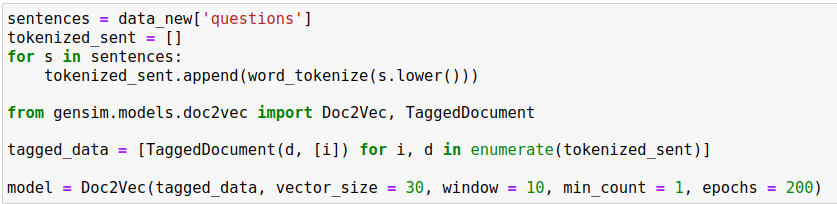 sentences = data_new['questions']
tokenized_sent = []
for s in sentences:
    tokenized_sent.append(word_tokenize(s.lower()))
from gensim.models.doc2vec import Doc2Vec, TaggedDocument
tagged_data = [TaggedDocument(d, [i]) for i, d in enumerate(tokenized_sent)]
model = Doc2Vec(tagged_data, vector_size = 30, window = 10, min_count = 1, epochs = 200)